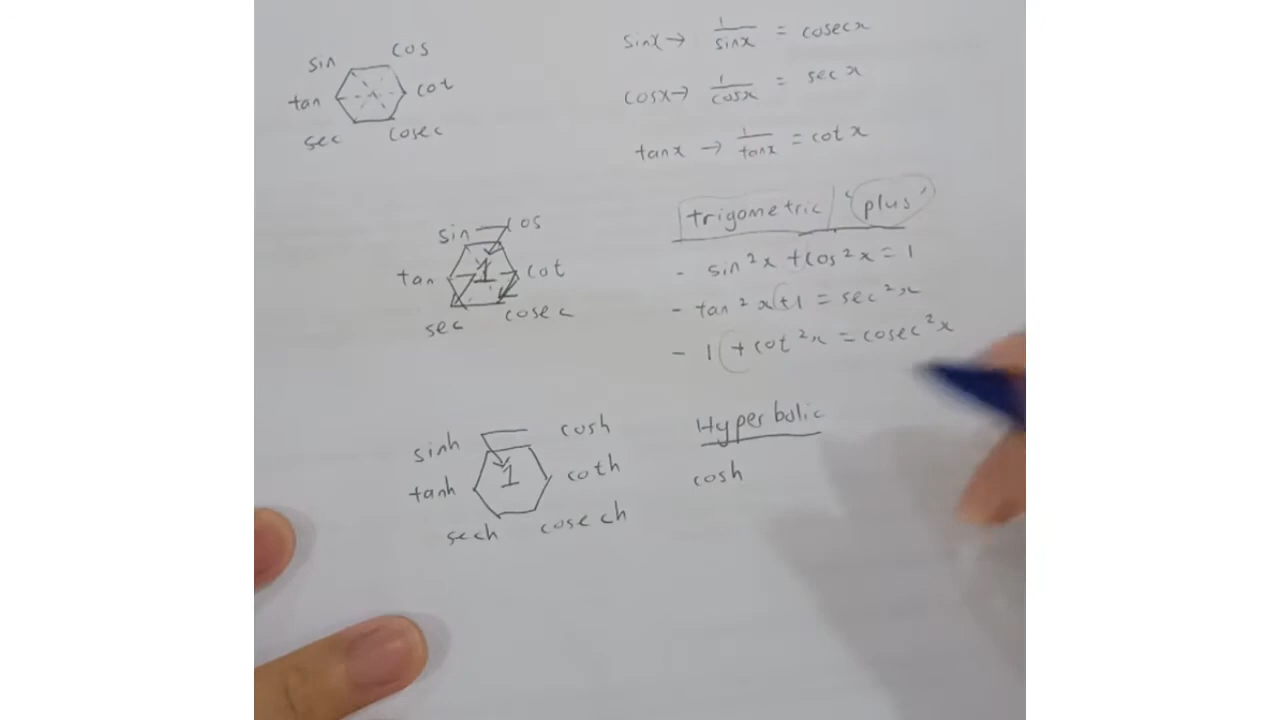 sin cos
tan cot
sec cosec
sinx → 1/sinx = cosecx
cosx → 1/cosx = sec x
tanx → 1/tanx = cot x
sin cos
tan 1 cot
sec cosec
trigometric 'plus'
- sin²x + cos²x = 1
- tan²x + 1 = sec²x
- 1 + cot²x = cosec²x
sinh cosh
tanh 1 coth
sech cosech
Hyperbolic
cosh